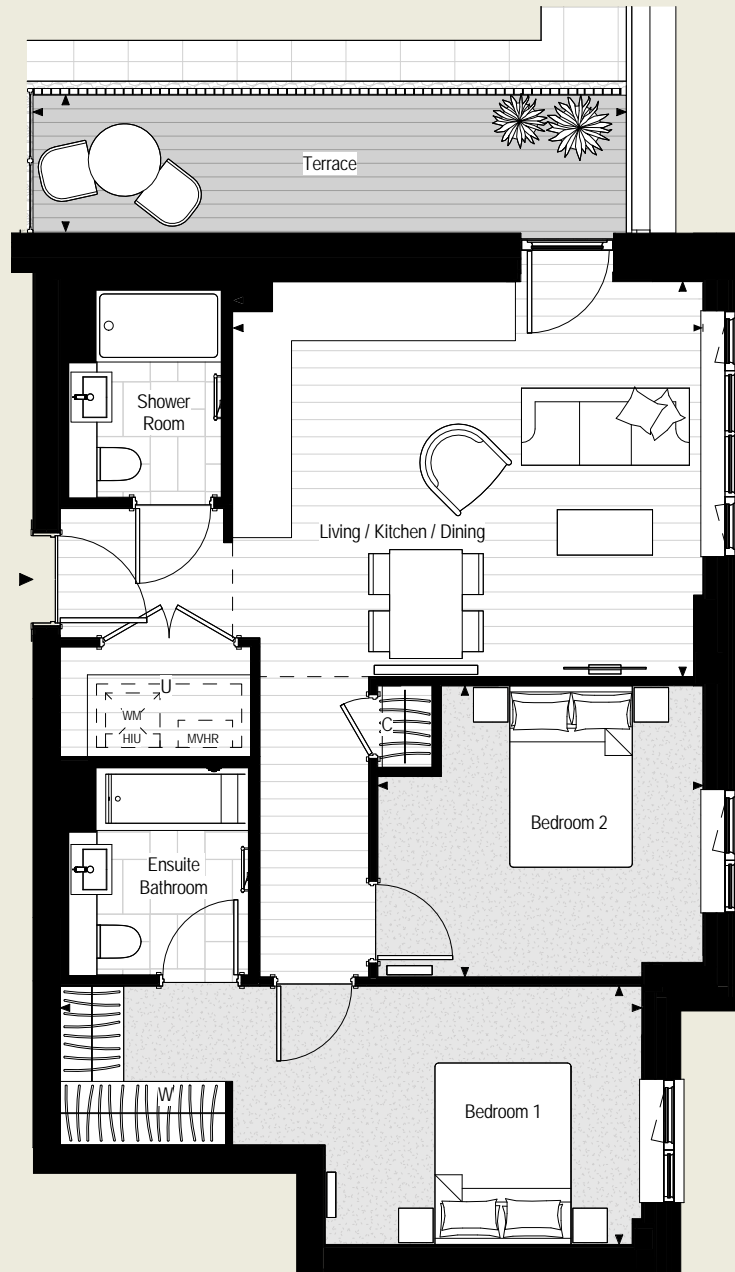 Terrace
Shower
Room
Living / Kitchen / Dining
U
WM
HIU
MVHR
C
Bedroom 2
Ensuite
Bathroom
W
Bedroom 1